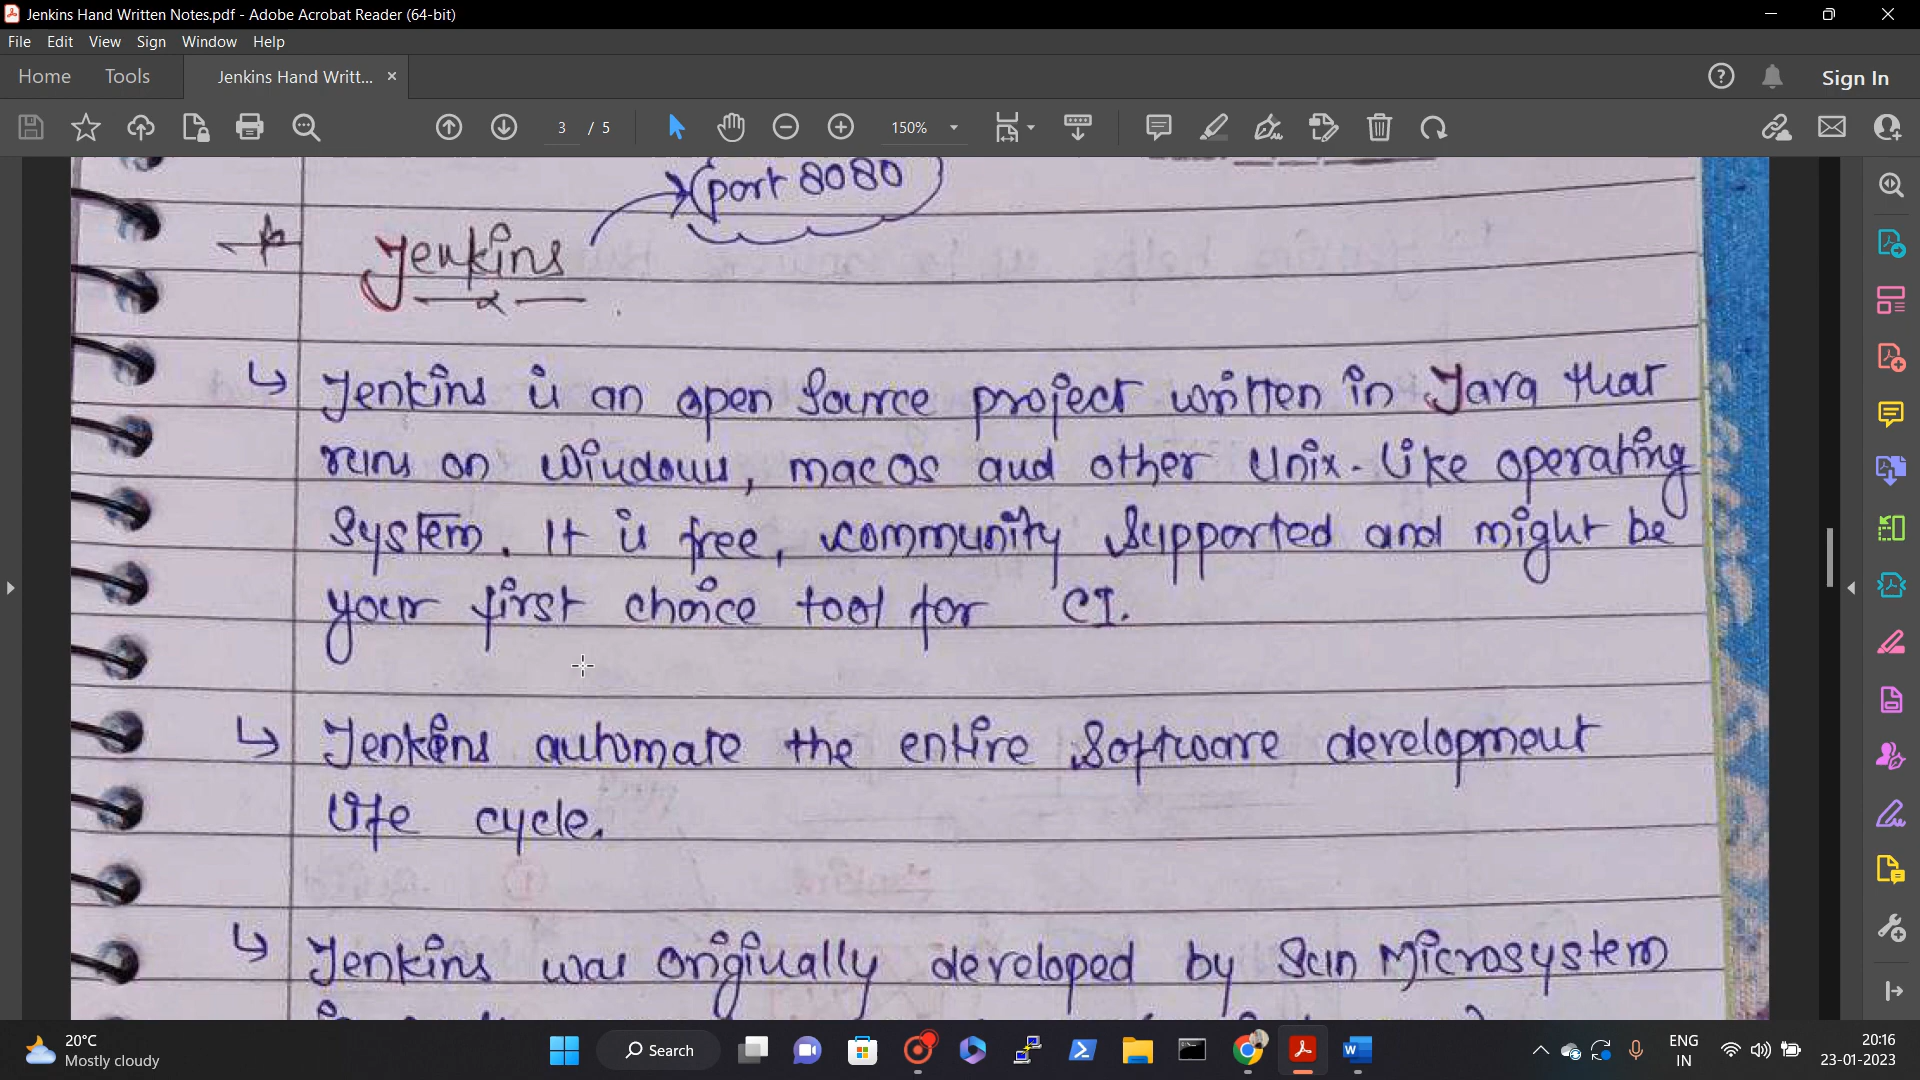 Jenkins Hand Written Notes.pdf - Adobe Acrobat Reader (64-bit)
File Edit View Sign Window Help
Home Tools Jenkins Hand Writt... × Sign In
3 / 5 150%
(port 8080)
Jenkins
↳ Jenkins is an open source project written in Java that
runs on Windows, macOS and other Unix-like operating
System. It is free, community supported and might be
your first choice tool for CI.
↳ Jenkins automate the entire Software development
life cycle.
↳ Jenkins was originally developed by Sun Microsystem
20°C
Mostly cloudy
Search
ENG
IN
20:16
23-01-2023